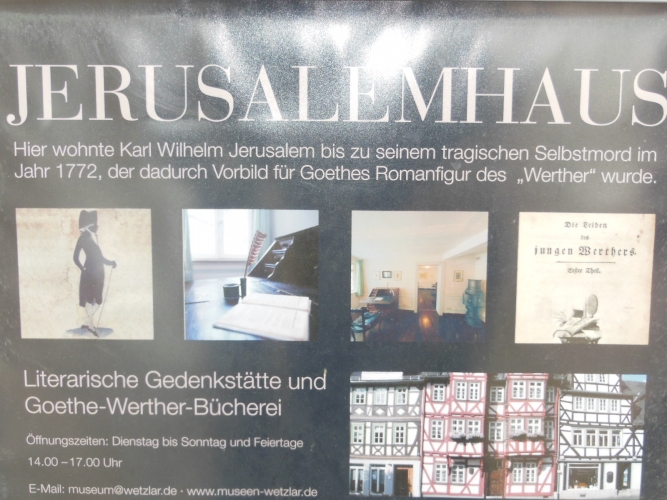 JERUSALEMHAUS
Hier wohnte Karl Wilhelm Jerusalem bis zu seinem tragischen Selbstmord im
Jahr 1772, der dadurch Vorbild für Goethes Romanfigur des „Werther“ wurde.
Die Leiden
des
jungen Werthers.
Erster Theil.
Literarische Gedenkstätte und
Goethe-Werther-Bücherei
Öffnungszeiten: Dienstag bis Sonntag und Feiertage
14.00 – 17.00 Uhr
E-Mail: museum@wetzlar.de · www.museen-wetzlar.de